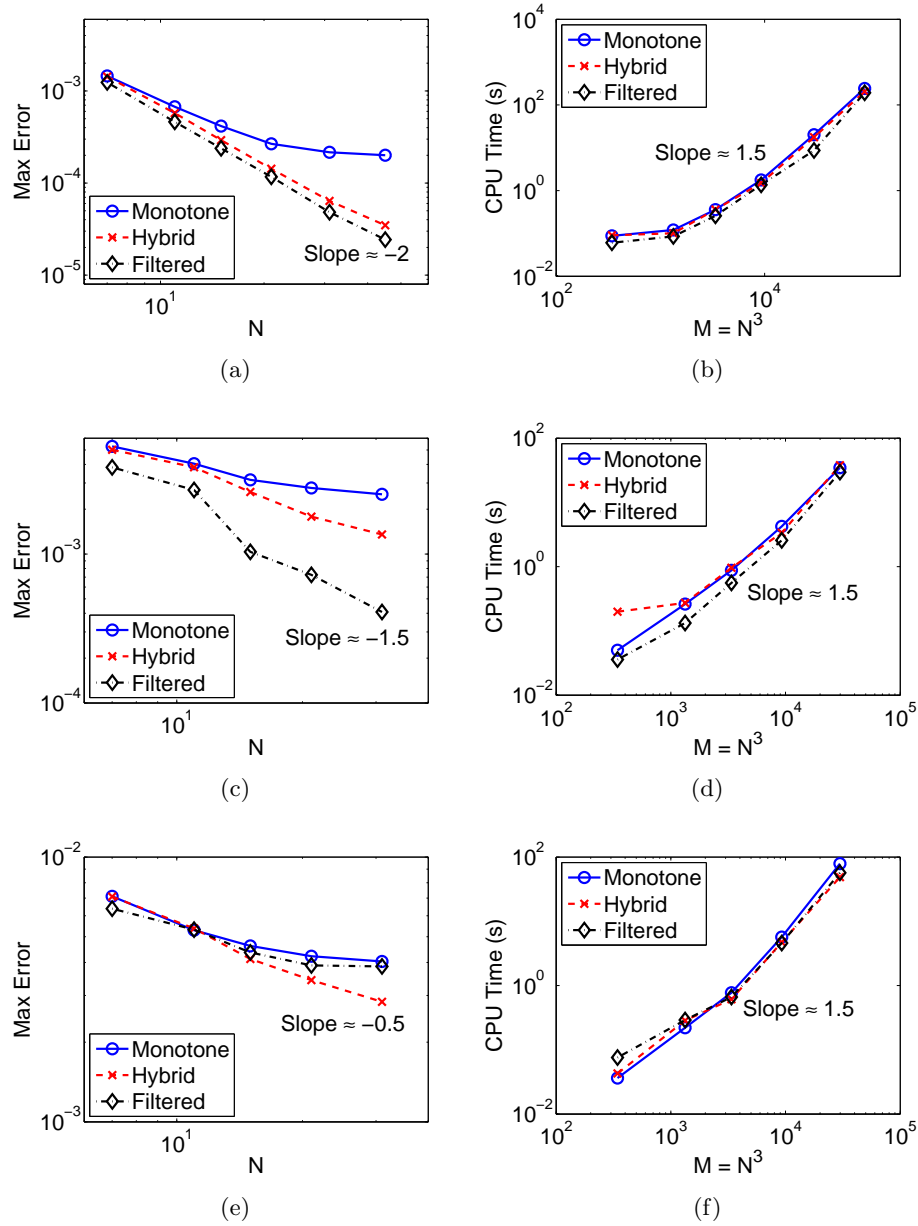 10^{-3}
10^{-4}
10^{-5}
Max Error
Monotone
Hybrid
Filtered
Slope ≈ −2
10^1
N
(a)
10^4
10^2
10^0
10^{-2}
CPU Time (s)
Monotone
Hybrid
Filtered
Slope ≈ 1.5
10^2
10^4
M = N^3
(b)
10^{-3}
10^{-4}
Max Error
Monotone
Hybrid
Filtered
Slope ≈ −1.5
10^1
N
(c)
10^2
10^0
10^{-2}
CPU Time (s)
Monotone
Hybrid
Filtered
Slope ≈ 1.5
10^2
10^3
10^4
10^5
M = N^3
(d)
10^{-2}
10^{-3}
Max Error
Slope ≈ −0.5
Monotone
Hybrid
Filtered
10^1
N
(e)
10^2
10^0
10^{-2}
CPU Time (s)
Monotone
Hybrid
Filtered
Slope ≈ 1.5
10^2
10^3
10^4
10^5
M = N^3
(f)